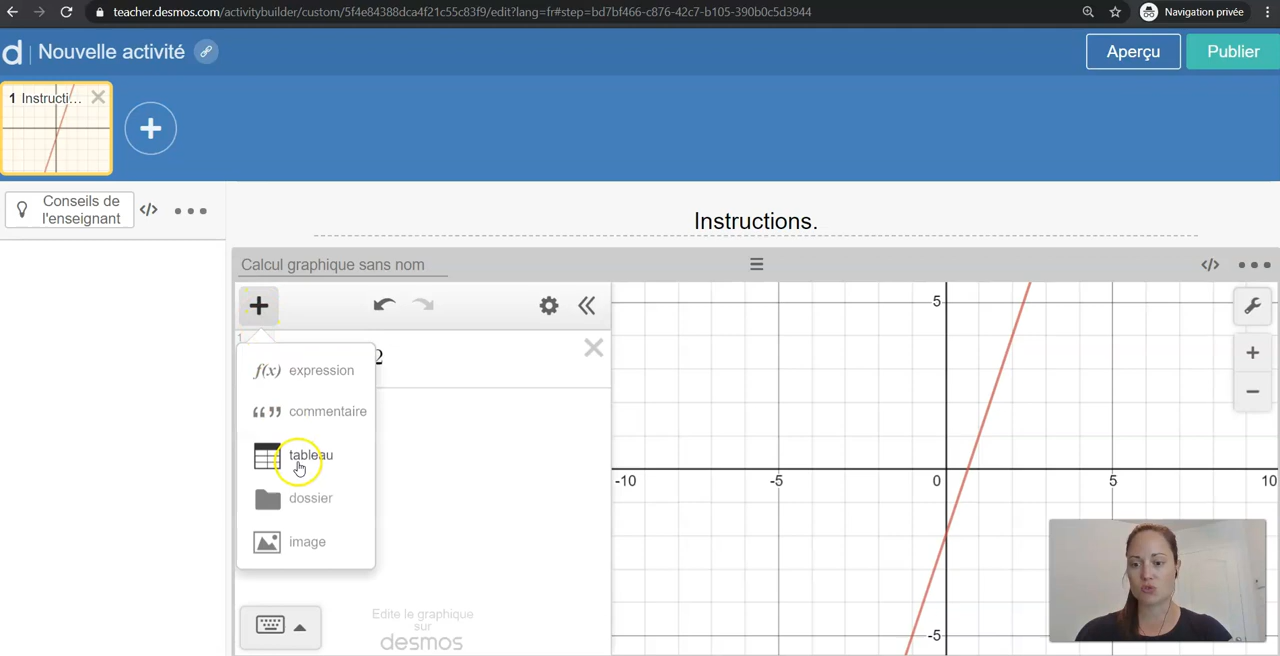 teacher.desmos.com/activitybuilder/custom/5f4e84388dca4f21c55c83f9/edit?lang=fr#step=bd7bf466-c876-42c7-b105-390b0c5d3944
Navigation privée
d | Nouvelle activité
Aperçu
Publier
1 Instructi...
Conseils de
l'enseignant
</>
Instructions.
Calcul graphique sans nom
</>
1
2
f(x) expression
“ ” commentaire
tableau
dossier
image
Edite le graphique
sur
desmos
5
-10
-5
0
5
10
-5